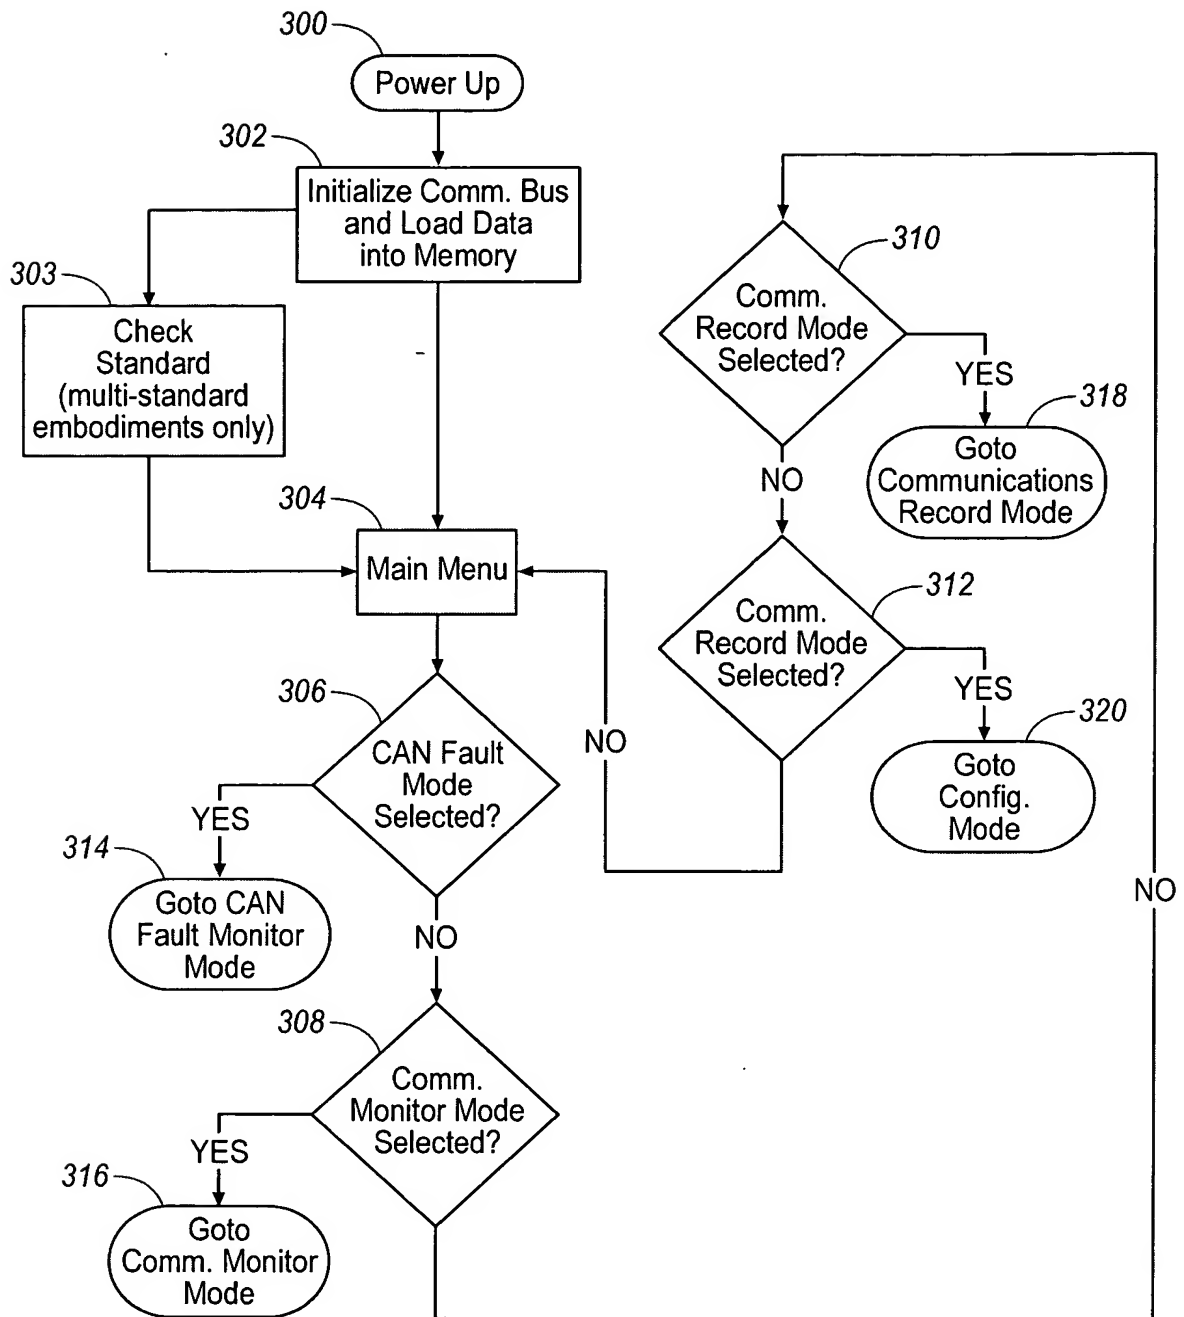 300
Power Up
302
Initialize Comm. Bus
and Load Data
into Memory
303
Check
Standard
(multi-standard
embodiments only)
304
Main Menu
306
CAN Fault
Mode
Selected?
YES
314
Goto CAN
Fault Monitor
Mode
NO
308
Comm.
Monitor Mode
Selected?
YES
316
Goto
Comm. Monitor
Mode
NO
310
Comm.
Record Mode
Selected?
YES
318
Goto
Communications
Record Mode
NO
312
Comm.
Record Mode
Selected?
YES
320
Goto
Config.
Mode
NO